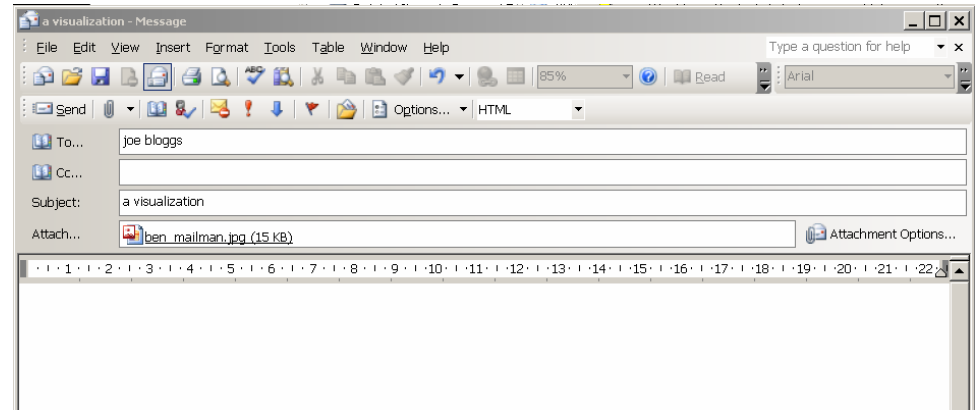 a visualization - Message
File Edit View Insert Format Tools Table Window Help Type a question for help
85% Read Arial
Send Options... HTML
To... joe bloggs
Cc...
Subject: a visualization
Attach... ben_mailman.jpg (15 KB) Attachment Options...
1 2 3 4 5 6 7 8 9 10 11 12 13 14 15 16 17 18 19 20 21 22